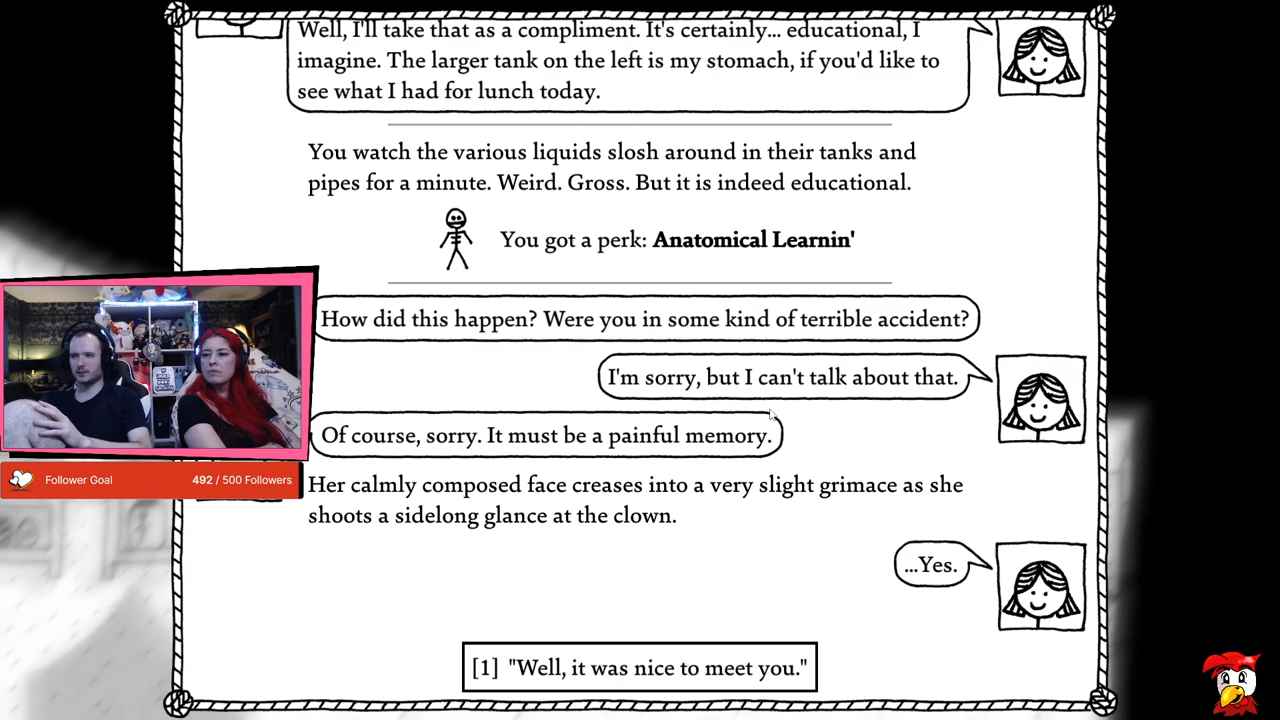 Well, I'll take that as a compliment. It's certainly... educational, I
imagine. The larger tank on the left is my stomach, if you'd like to
see what I had for lunch today.
You watch the various liquids slosh around in their tanks and
pipes for a minute. Weird. Gross. But it is indeed educational.
You got a perk: Anatomical Learnin'
How did this happen? Were you in some kind of terrible accident?
I'm sorry, but I can't talk about that.
Of course, sorry. It must be a painful memory.
Follower Goal 492 / 500 Followers
Her calmly composed face creases into a very slight grimace as she
shoots a sidelong glance at the clown.
...Yes.
[1] "Well, it was nice to meet you."